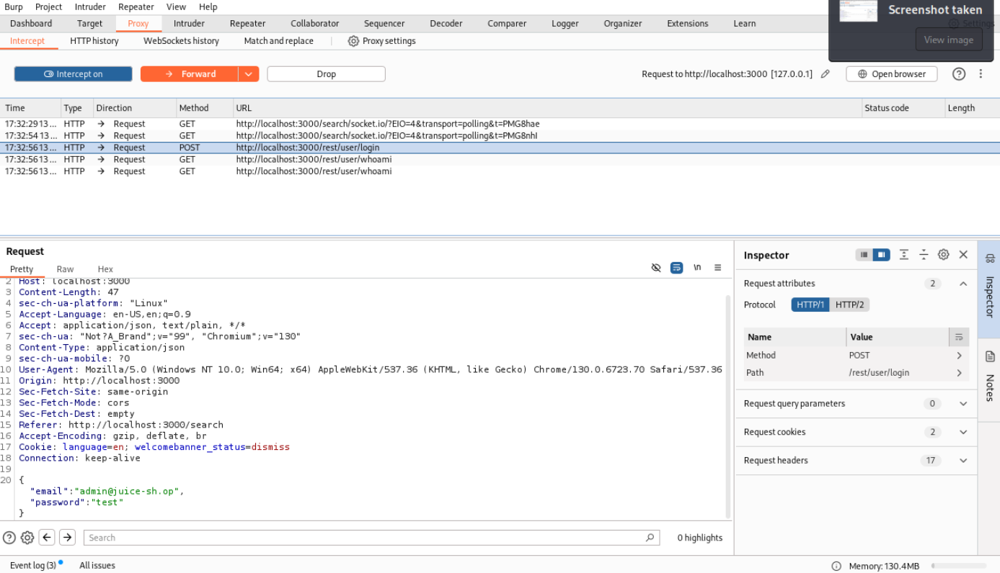 Burp Project Intruder Repeater View Help
Screenshot taken
View image
Dashboard Target Proxy Intruder Repeater Collaborator Sequencer Decoder Comparer Logger Organizer Extensions Learn Settings
Intercept HTTP history WebSockets history Match and replace Proxy settings
Intercept on Forward Drop Request to http://localhost:3000 [127.0.0.1] Open browser
Time Type Direction Method URL Status code Length
17:32:29 13... HTTP → Request GET http://localhost:3000/search/socket.io/?EIO=4&transport=polling&t=PMG8hae
17:32:54 13... HTTP → Request GET http://localhost:3000/search/socket.io/?EIO=4&transport=polling&t=PMG8nhI
17:32:56 13... HTTP → Request POST http://localhost:3000/rest/user/login
17:32:56 13... HTTP → Request GET http://localhost:3000/rest/user/whoami
17:32:56 13... HTTP → Request GET http://localhost:3000/rest/user/whoami
Request
Pretty Raw Hex \n
2 Host: localhost:3000
3 Content-Length: 47
4 sec-ch-ua-platform: "Linux"
5 Accept-Language: en-US,en;q=0.9
6 Accept: application/json, text/plain, */*
7 sec-ch-ua: "Not?A_Brand";v="99", "Chromium";v="130"
8 Content-Type: application/json
9 sec-ch-ua-mobile: ?0
10 User-Agent: Mozilla/5.0 (Windows NT 10.0; Win64; x64) AppleWebKit/537.36 (KHTML, like Gecko) Chrome/130.0.6723.70 Safari/537.36
11 Origin: http://localhost:3000
12 Sec-Fetch-Site: same-origin
13 Sec-Fetch-Mode: cors
14 Sec-Fetch-Dest: empty
15 Referer: http://localhost:3000/search
16 Accept-Encoding: gzip, deflate, br
17 Cookie: language=en; welcomebanner_status=dismiss
18 Connection: keep-alive
19
20 {
"email":"admin@juice-sh.op",
"password":"test"
}
Search 0 highlights
Inspector
Request attributes 2
Protocol HTTP/1 HTTP/2
Name Value
Method POST
Path /rest/user/login
Request query parameters 0
Request cookies 2
Request headers 17
Inspector
Notes
Event log (3) All issues Memory: 130.4MB